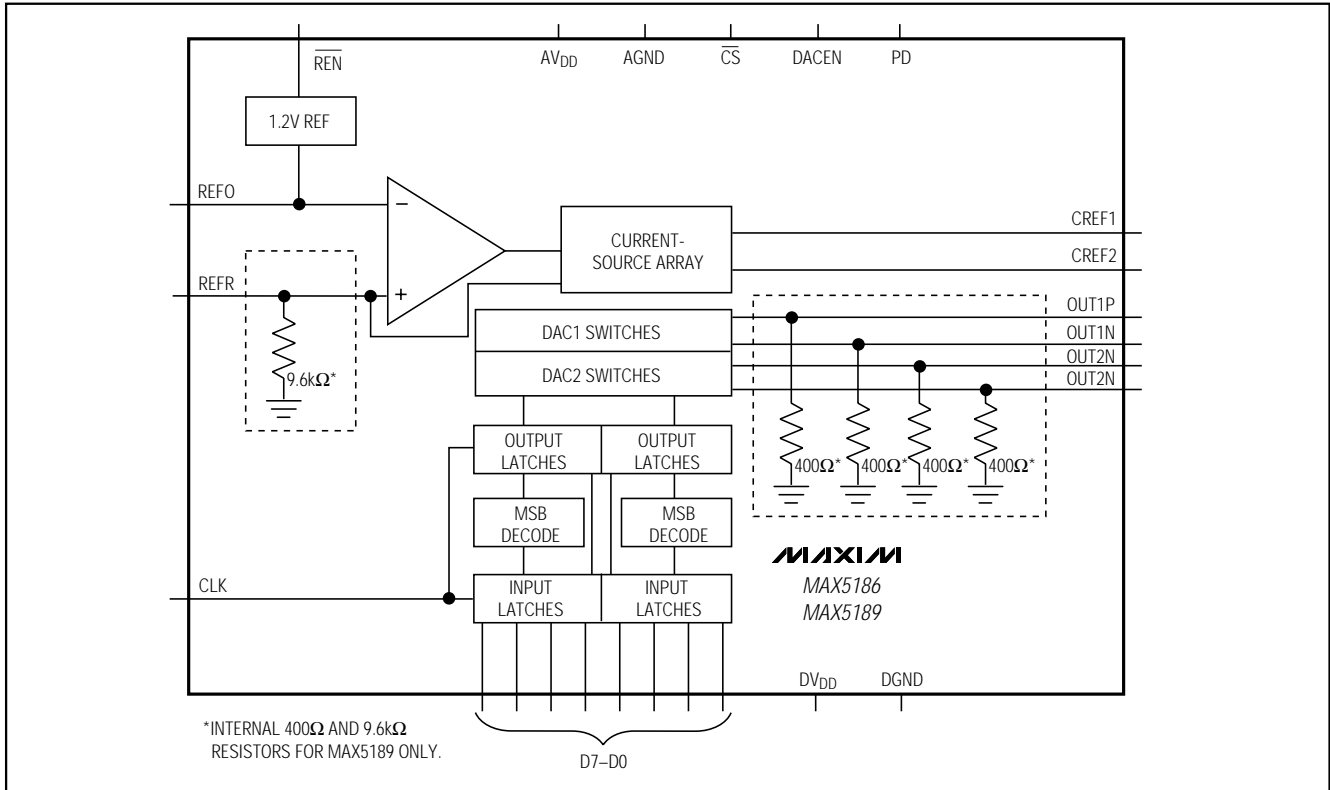 REN
AVDD AGND CS DACEN PD
1.2V REF
REFO
−
CURRENT-
SOURCE ARRAY
CREF1
CREF2
REFR
+
OUT1P
DAC1 SWITCHES
OUT1N
OUT2N
DAC2 SWITCHES
OUT2N
9.6kΩ*
OUTPUT
LATCHES
OUTPUT
LATCHES
400Ω* 400Ω* 400Ω* 400Ω*
MSB
DECODE
MSB
DECODE
MAXIM
MAX5186
MAX5189
CLK
INPUT
LATCHES
INPUT
LATCHES
DVDD DGND
*INTERNAL 400Ω AND 9.6kΩ
RESISTORS FOR MAX5189 ONLY.
D7–D0